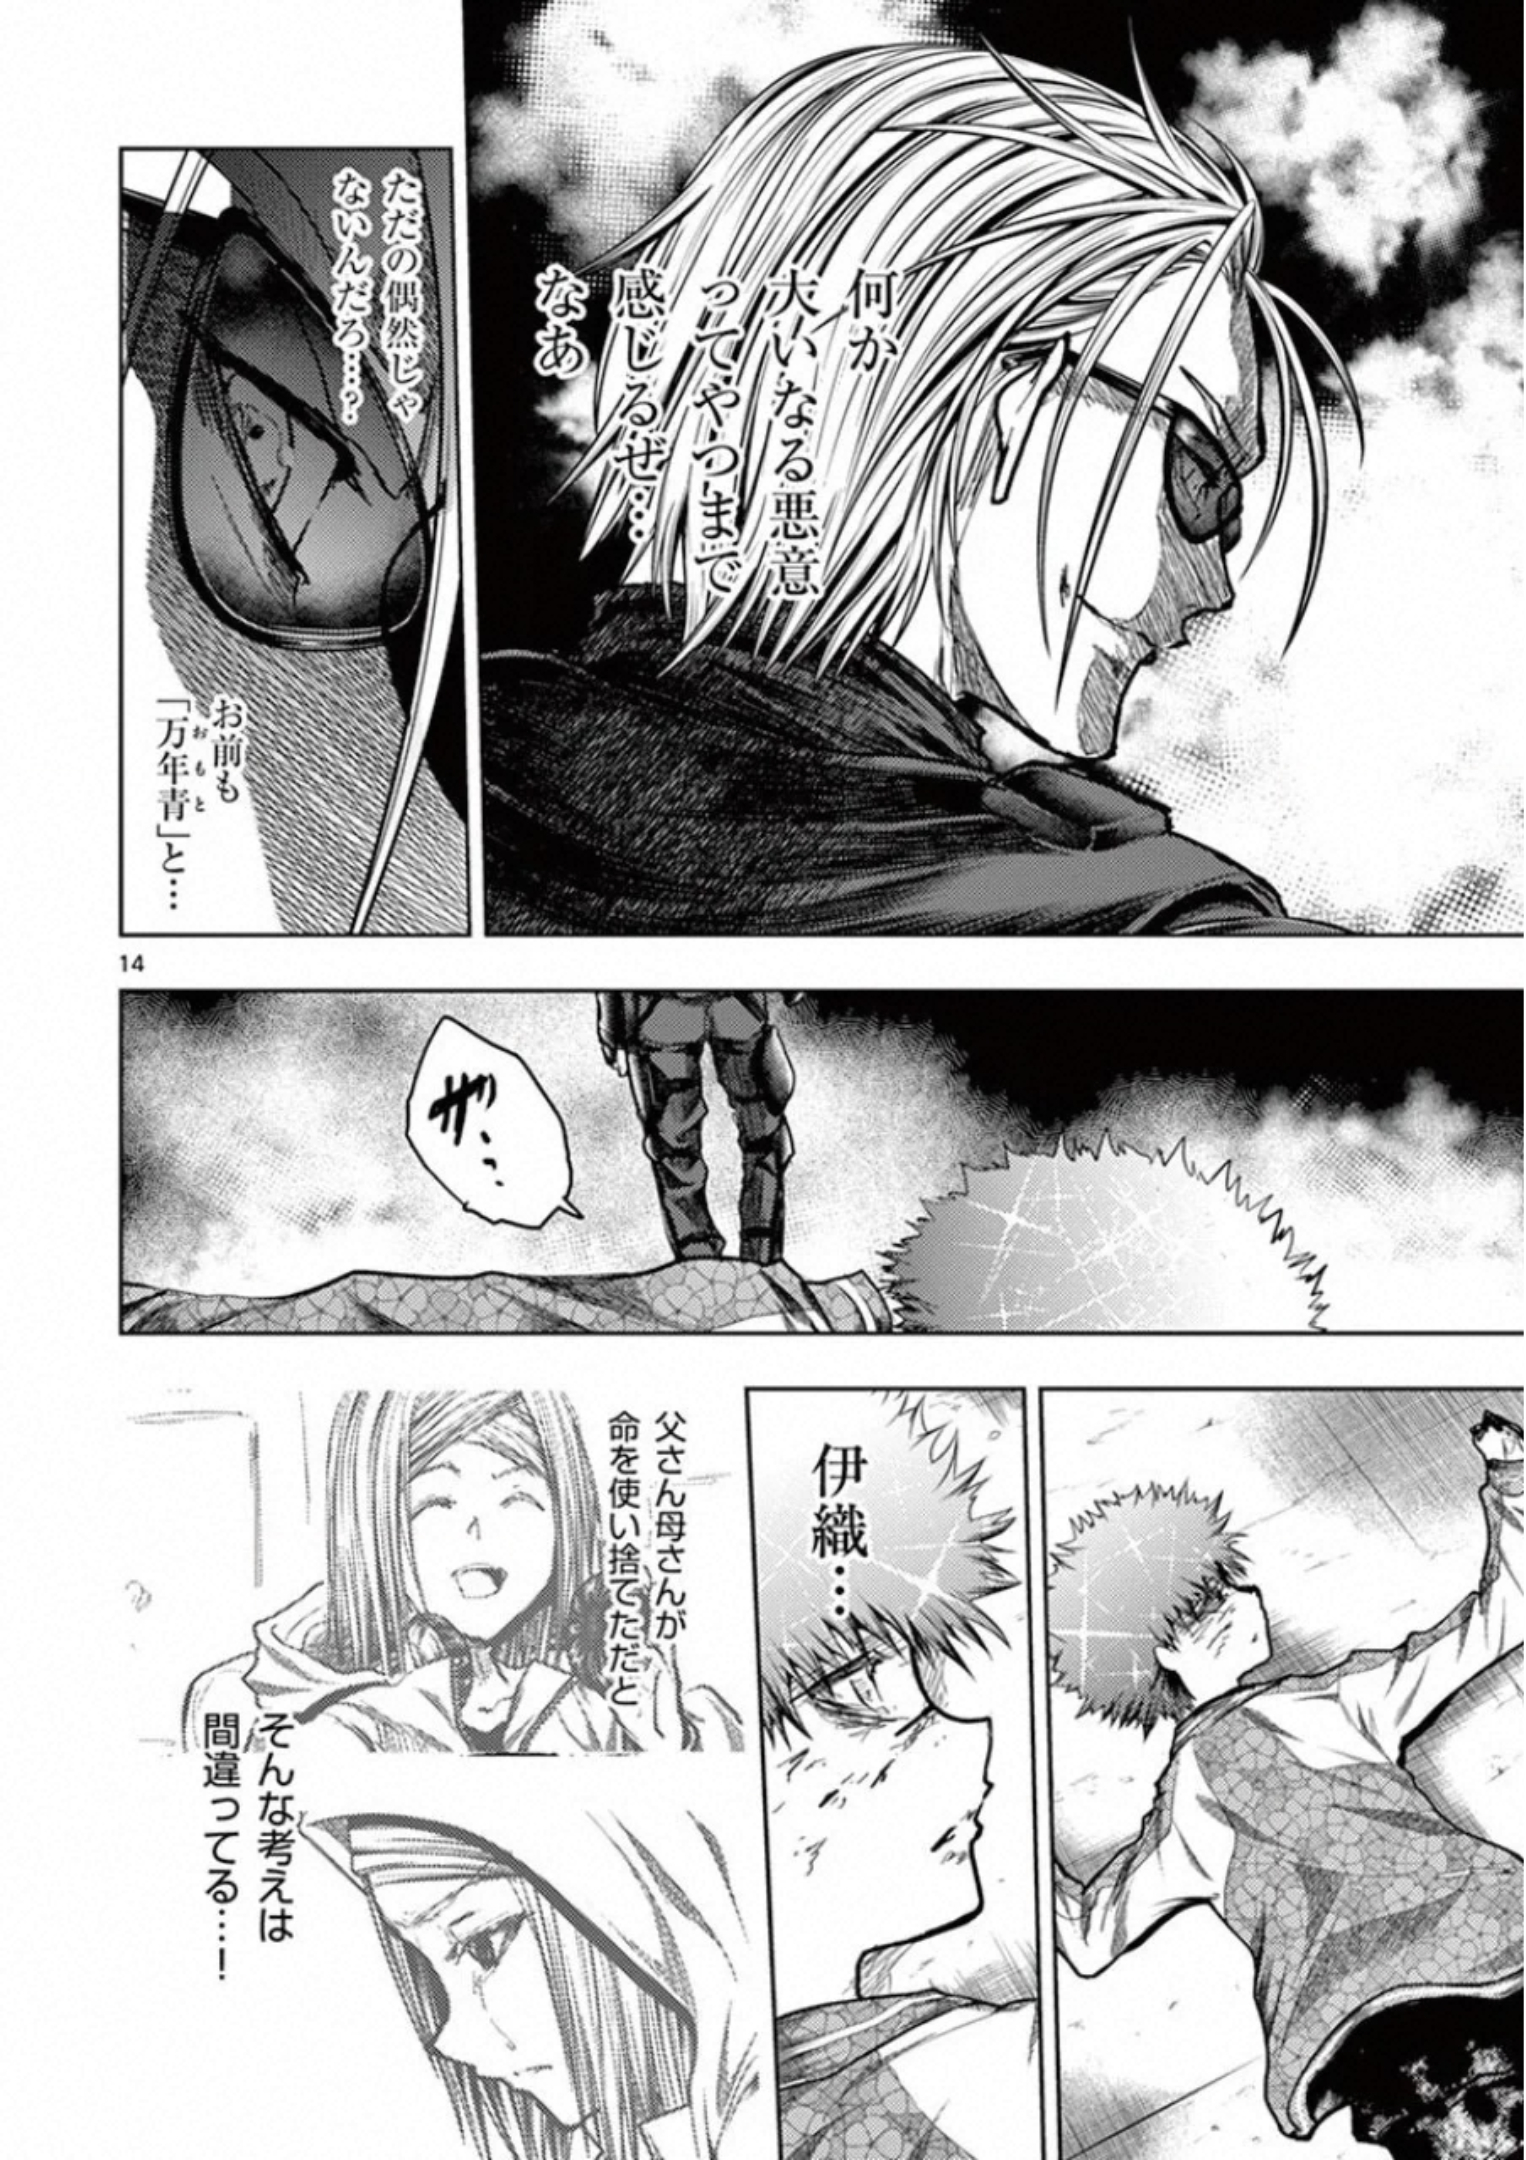 何か
大いなる悪意
ってやつまで
感じるぜ…
なあ
ただの偶然じゃ
ないんだろ…?
お前も
「万年青」と…
おもと
14
ザ…
伊織…
父さん母さんが
命を使い捨てただと
そんな考えは
間違ってる…!